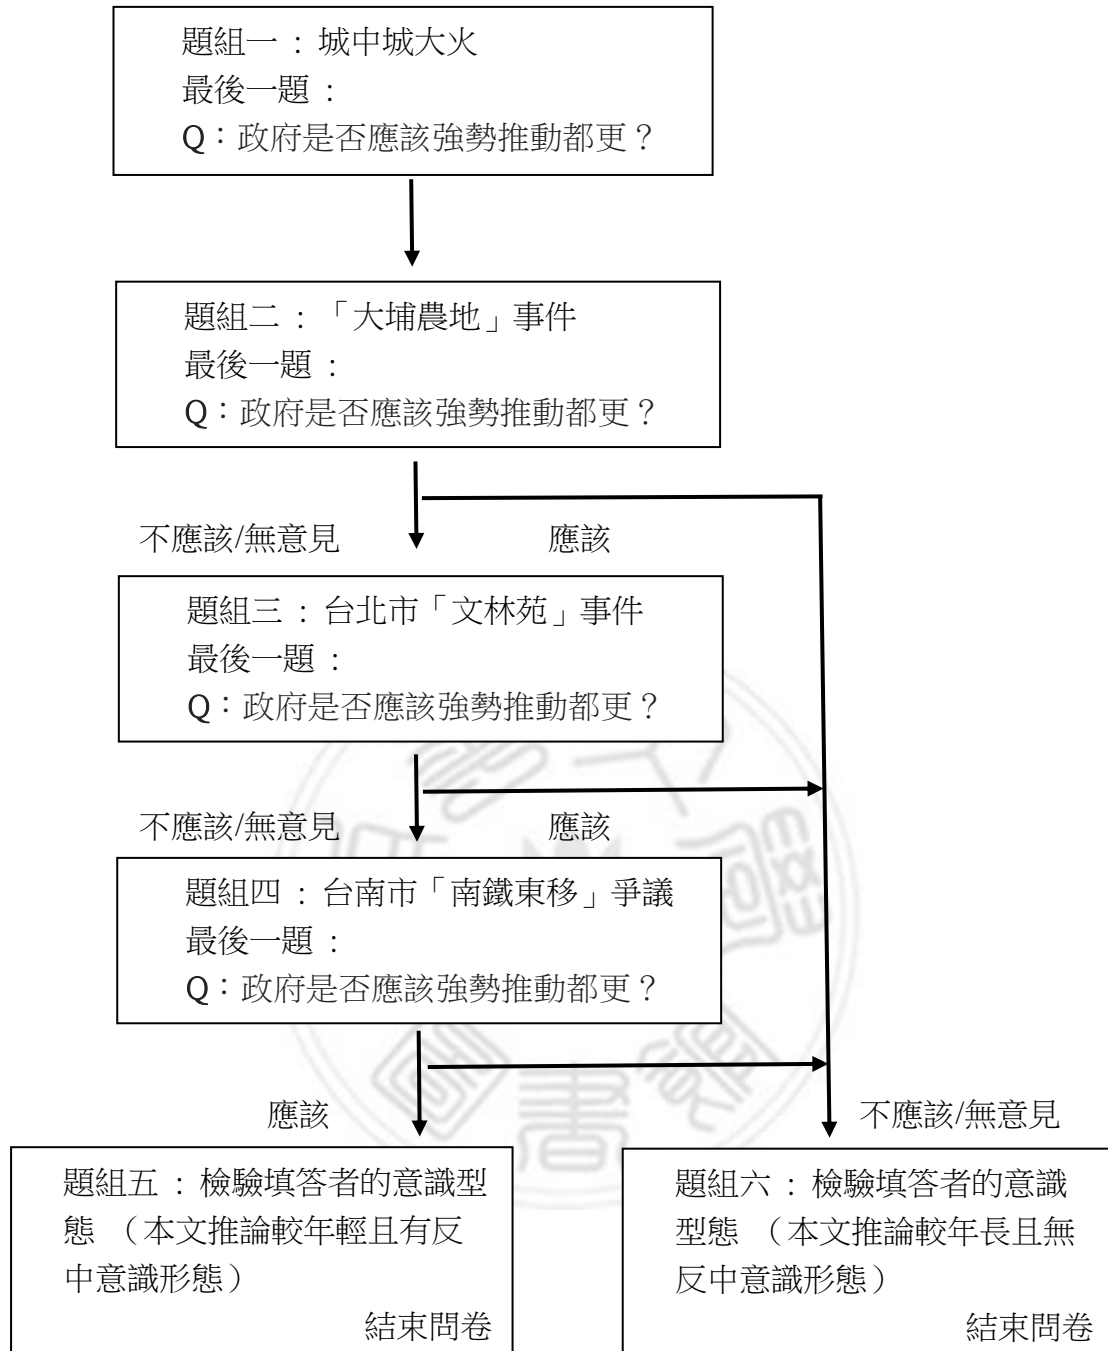 題組一 : 城中城大火
最後一題 :
Q：政府是否應該強勢推動都更？
題組二 : 「大埔農地」事件
最後一題 :
Q：政府是否應該強勢推動都更？
不應該/無意見
應該
題組三 : 台北市「文林苑」事件
最後一題 :
Q：政府是否應該強勢推動都更？
不應該/無意見
應該
題組四 : 台南市「南鐵東移」爭議
最後一題 :
Q：政府是否應該強勢推動都更？
應該
不應該/無意見
題組五 : 檢驗填答者的意識型
態 （本文推論較年輕且有反
中意識形態）
結束問卷
題組六 : 檢驗填答者的意識
型態 （本文推論較年長且無
反中意識形態）
結束問卷